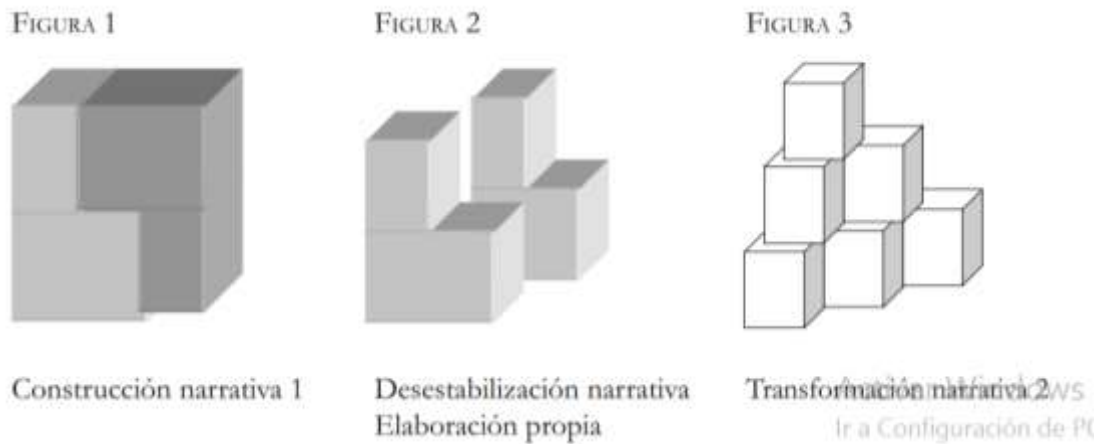 FIGURA 1
FIGURA 2
FIGURA 3
Construcción narrativa 1
Desestabilización narrativa
Elaboración propia
Transformación narrativa 2
Ir a Configuración de PC